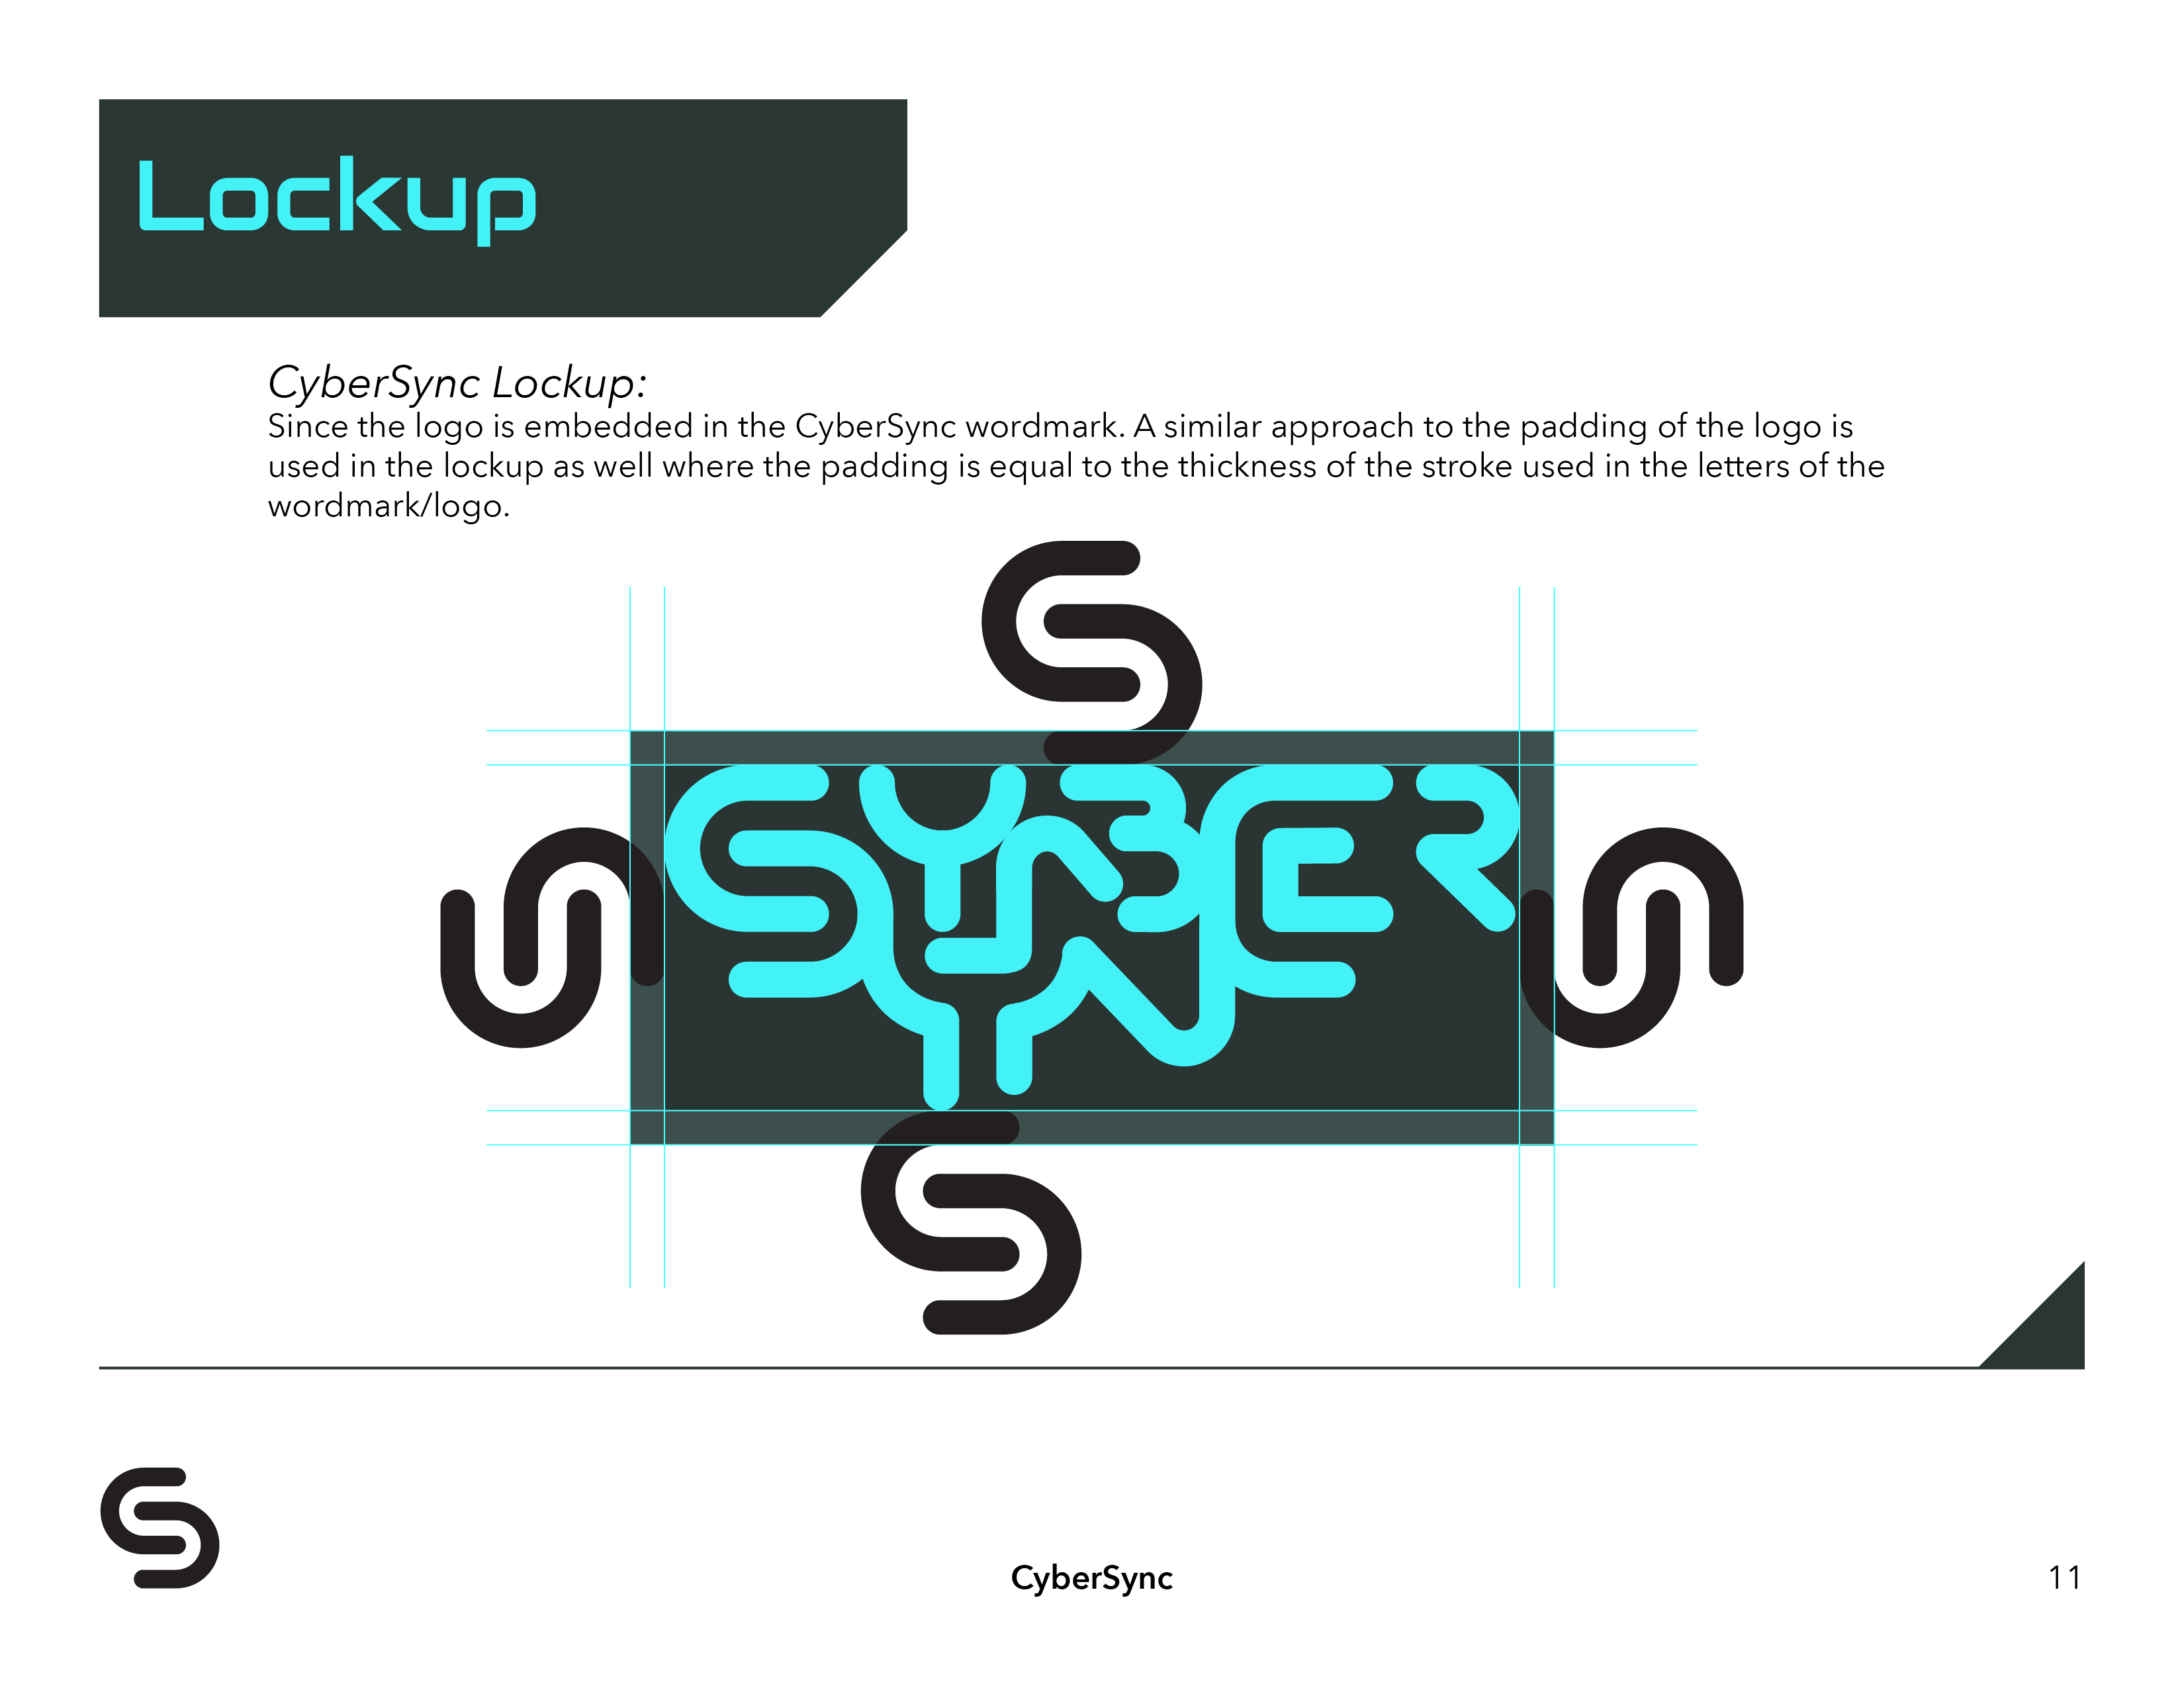 Lockup
CyberSync Lockup:
Since the logo is embedded in the CyberSync wordmark. A similar approach to the padding of the logo is
used in the lockup as well where the padding is equal to the thickness of the stroke used in the letters of the
wordmark/logo.
CyberSync
11